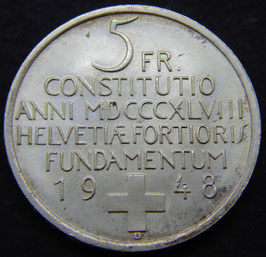 5 FR.
CONSTITUTIO
ANNI MDCCCXLVIII
HELVETIÆ FORTIORIS
FUNDAMENTUM
1948
B